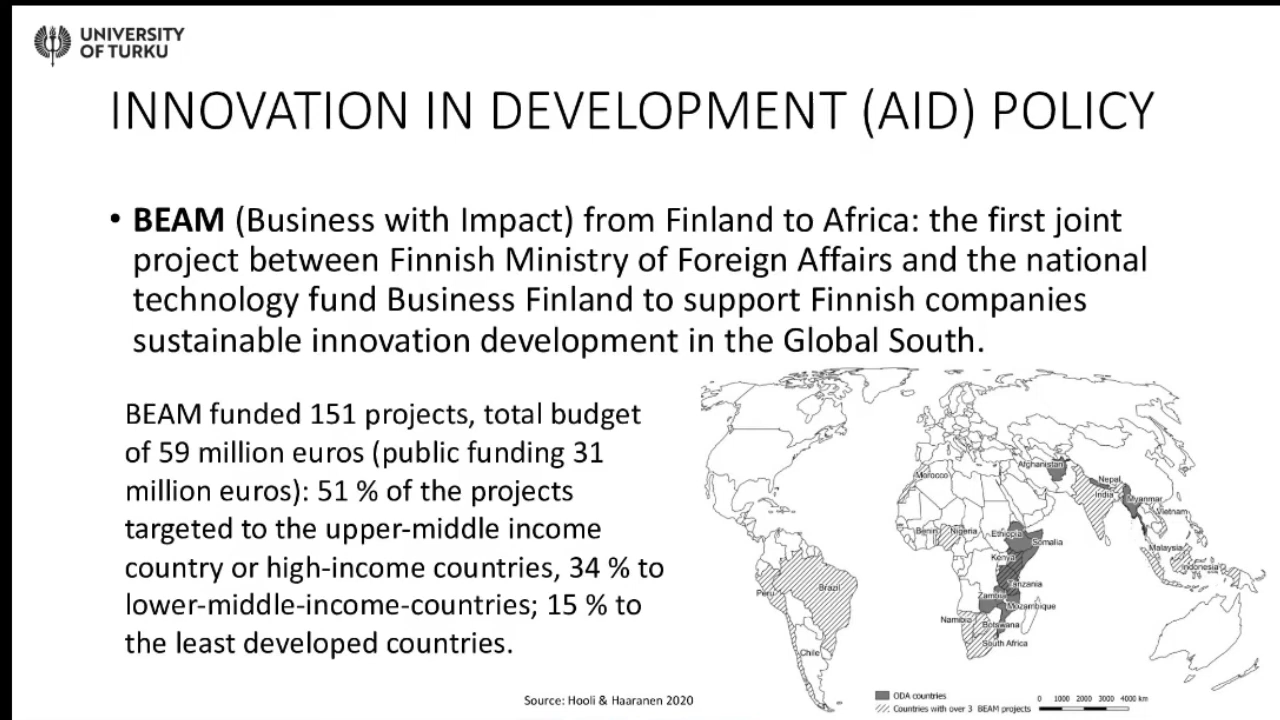 UNIVERSITY
OF TURKU
INNOVATION IN DEVELOPMENT (AID) POLICY
• BEAM (Business with Impact) from Finland to Africa: the first joint
project between Finnish Ministry of Foreign Affairs and the national
technology fund Business Finland to support Finnish companies
sustainable innovation development in the Global South.
BEAM funded 151 projects, total budget
of 59 million euros (public funding 31
million euros): 51 % of the projects
targeted to the upper-middle income
country or high-income countries, 34 % to
lower-middle-income-countries; 15 % to
the least developed countries.
Afghanistan
Morocco
Nepal
India
Myanmar
Vietnam
Benin
Nigeria
Ethiopia
Somalia
Kenya
Malaysia
Indonesia
Tanzania
Peru
Brazil
Zambia
Mozambique
Namibia
Botswana
South Africa
Chile
ODA countries
Countries with over 3 BEAM projects
0 1000 2000 3000 4000 km
Source: Hooli & Haaranen 2020